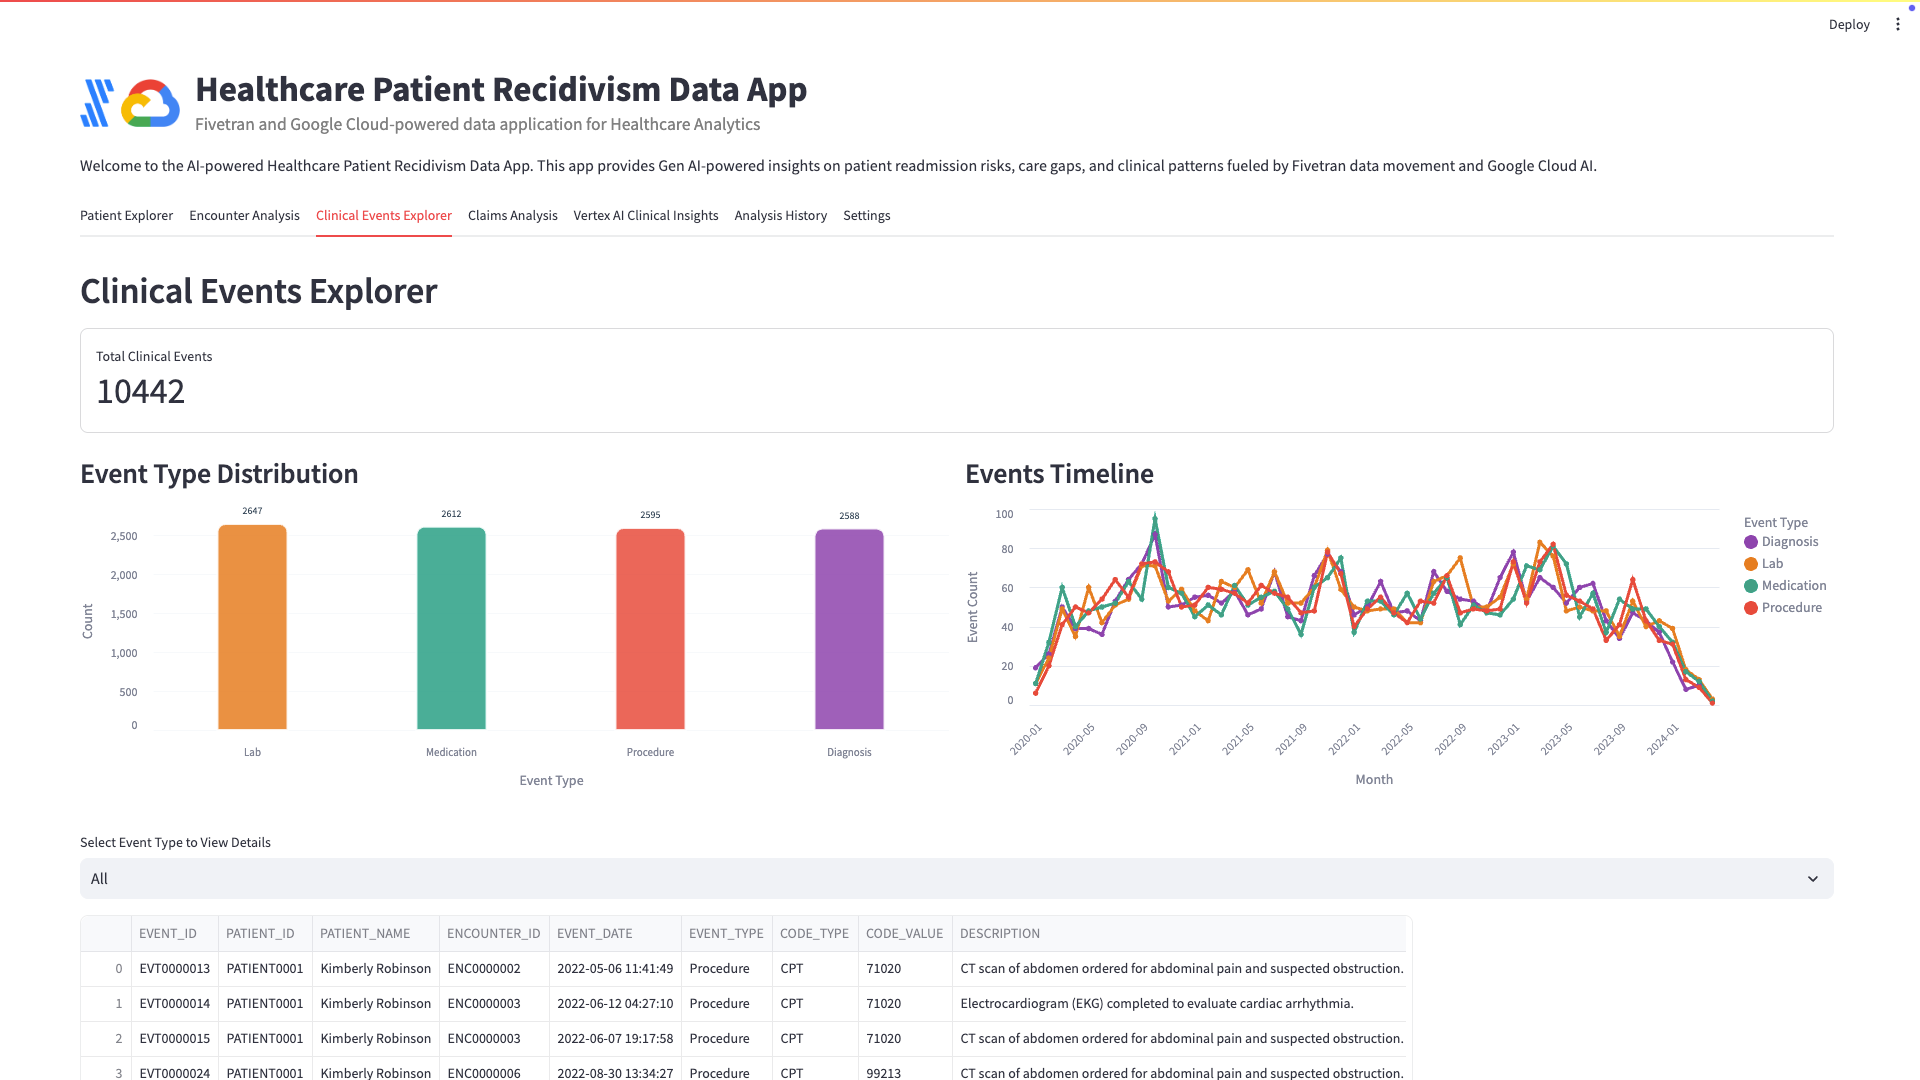 Deploy
Healthcare Patient Recidivism Data App
Fivetran and Google Cloud-powered data application for Healthcare Analytics
Welcome to the AI-powered Healthcare Patient Recidivism Data App. This app provides Gen AI-powered insights on patient readmission risks, care gaps, and clinical patterns fueled by Fivetran data movement and Google Cloud AI.
Patient Explorer Encounter Analysis Clinical Events Explorer Claims Analysis Vertex AI Clinical Insights Analysis History Settings
Clinical Events Explorer
Total Clinical Events
10442
Event Type Distribution
2647 2612 2595 2588
2,500
2,000
1,500
1,000
500
0
Count
Lab Medication Procedure Diagnosis
Event Type
Events Timeline
100
80
60
40
20
0
Event Count
2020-01 2020-05 2020-09 2021-01 2021-05 2021-09 2022-01 2022-05 2022-09 2023-01 2023-05 2023-09 2024-01
Month
Event Type
Diagnosis
Lab
Medication
Procedure
Select Event Type to View Details
All
EVENT_ID PATIENT_ID PATIENT_NAME ENCOUNTER_ID EVENT_DATE EVENT_TYPE CODE_TYPE CODE_VALUE DESCRIPTION
0 EVT0000013 PATIENT0001 Kimberly Robinson ENC0000002 2022-05-06 11:41:49 Procedure CPT 71020 CT scan of abdomen ordered for abdominal pain and suspected obstruction.
1 EVT0000014 PATIENT0001 Kimberly Robinson ENC0000003 2022-06-12 04:27:10 Procedure CPT 71020 Electrocardiogram (EKG) completed to evaluate cardiac arrhythmia.
2 EVT0000015 PATIENT0001 Kimberly Robinson ENC0000003 2022-06-07 19:17:58 Procedure CPT 71020 CT scan of abdomen ordered for abdominal pain and suspected obstruction.
3 EVT0000024 PATIENT0001 Kimberly Robinson ENC0000006 2022-08-30 13:34:27 Procedure CPT 99213 CT scan of abdomen ordered for abdominal pain and suspected obstruction.